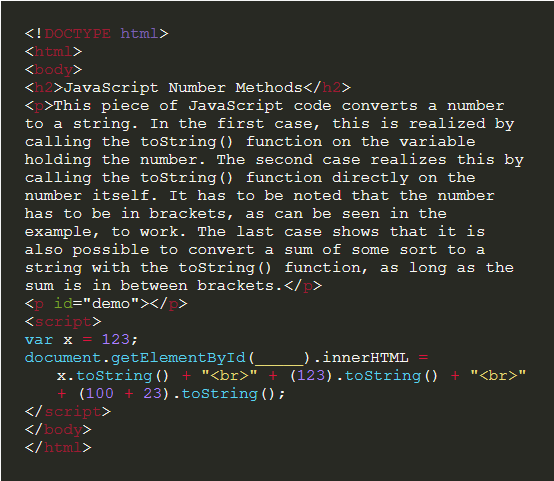 <!DOCTYPE html>
<html>
<body>
<h2>JavaScript Number Methods</h2>
<p>This piece of JavaScript code converts a number
to a string. In the first case, this is realized by
calling the toString() function on the variable
holding the number. The second case realizes this by
calling the toString() function directly on the
number itself. It has to be noted that the number
has to be in brackets, as can be seen in the
example, to work. The last case shows that it is
also possible to convert a sum of some sort to a
string with the toString() function, as long as the
sum is in between brackets.</p>
<p id="demo"></p>
<script>
var x = 123;
document.getElementById(____).innerHTML =
x.toString() + "<br>" + (123).toString() + "<br>"
+ (100 + 23).toString();
</script>
</body>
</html>